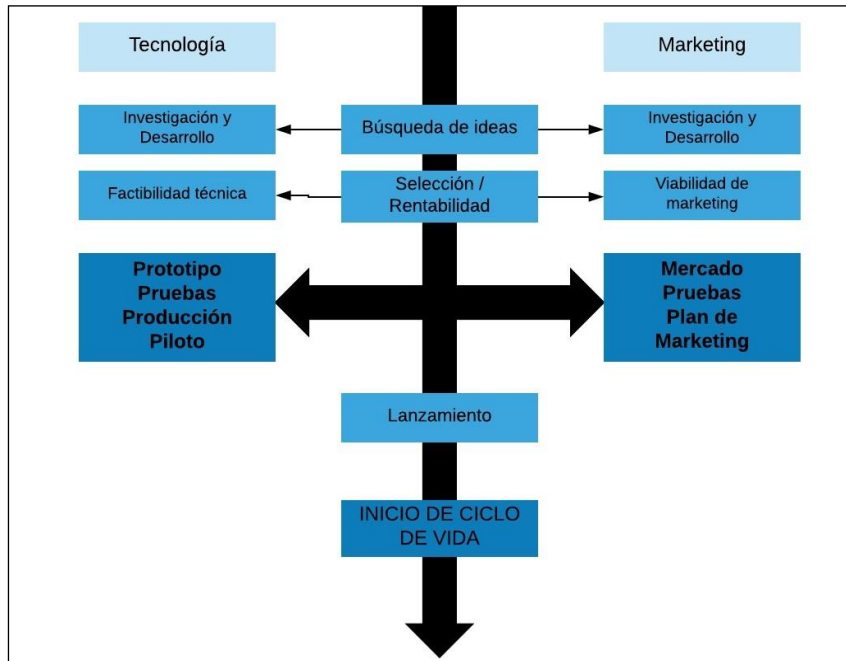 Tecnología
Marketing
Investigación y
Desarrollo
Búsqueda de ideas
Investigación y
Desarrollo
Factibilidad técnica
Selección /
Rentabilidad
Viabilidad de
marketing
Prototipo
Pruebas
Producción
Piloto
Mercado
Pruebas
Plan de
Marketing
Lanzamiento
INICIO DE CICLO
DE VIDA